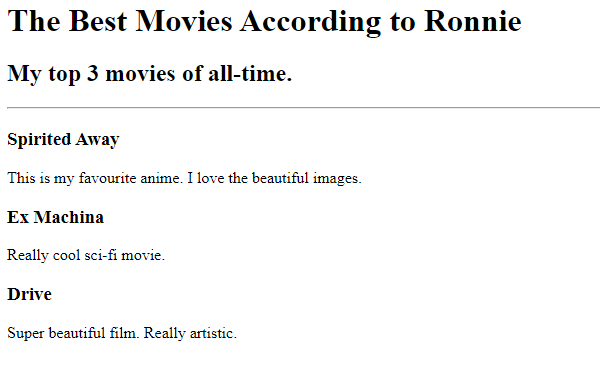 The Best Movies According to Ronnie
My top 3 movies of all-time.
Spirited Away
This is my favourite anime. I love the beautiful images.
Ex Machina
Really cool sci-fi movie.
Drive
Super beautiful film. Really artistic.